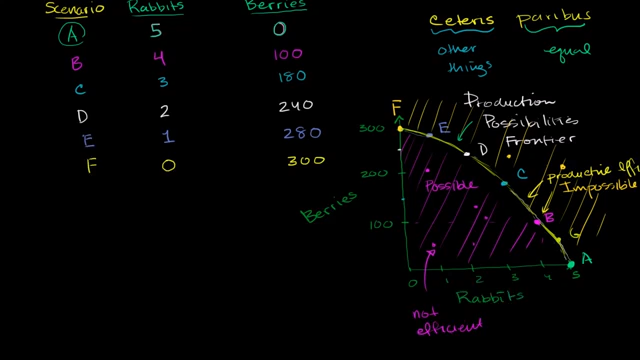 Scenario Rabbits Berries
A 5 0
B 4 100
C 3 180
D 2 240
E 1 280
F 0 300
ceteris paribus
other things
equal
Production Possibilities Frontier
F
E
D
C
B
G
A
300
200
100
Berries
0 1 2 3 4 5
Rabbits
Possible
Productive effi
Impossible
not efficient